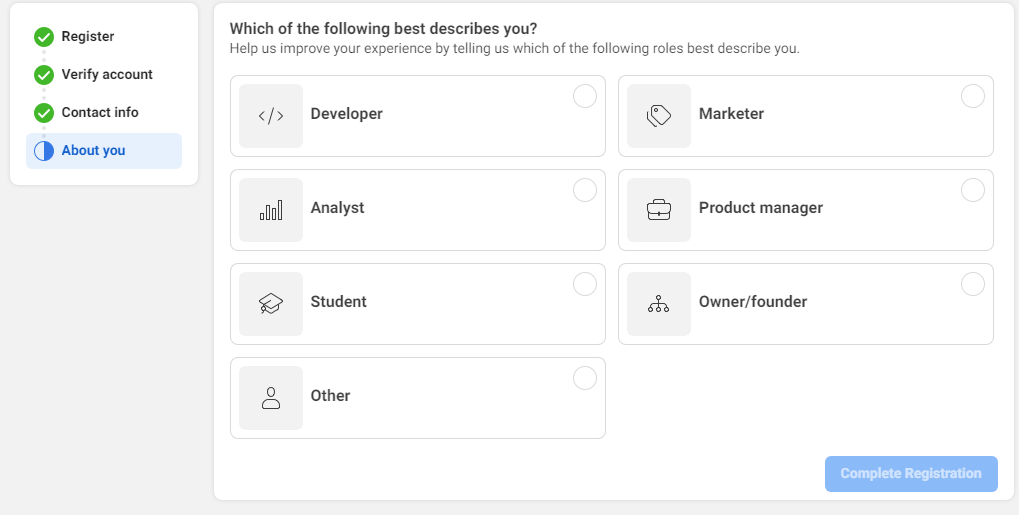 Register
Verify account
Contact info
About you
Which of the following best describes you?
Help us improve your experience by telling us which of the following roles best describe you.
Developer
Marketer
Analyst
Product manager
Student
Owner/founder
Other
Complete Registration